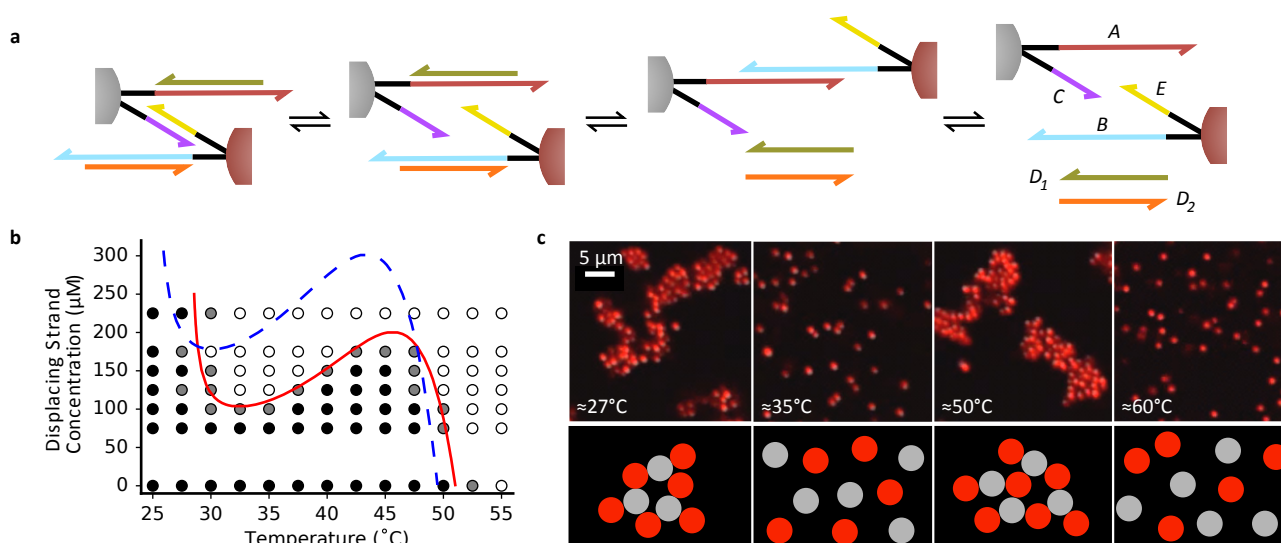 a
A
C
E
B
D1
D2
b
Displacing Strand
Concentration (µM)
300
250
200
150
100
50
0
25
30
35
40
45
50
55
Temperature (˚C)
c
5 µm
≈27°C
≈35°C
≈50°C
≈60°C